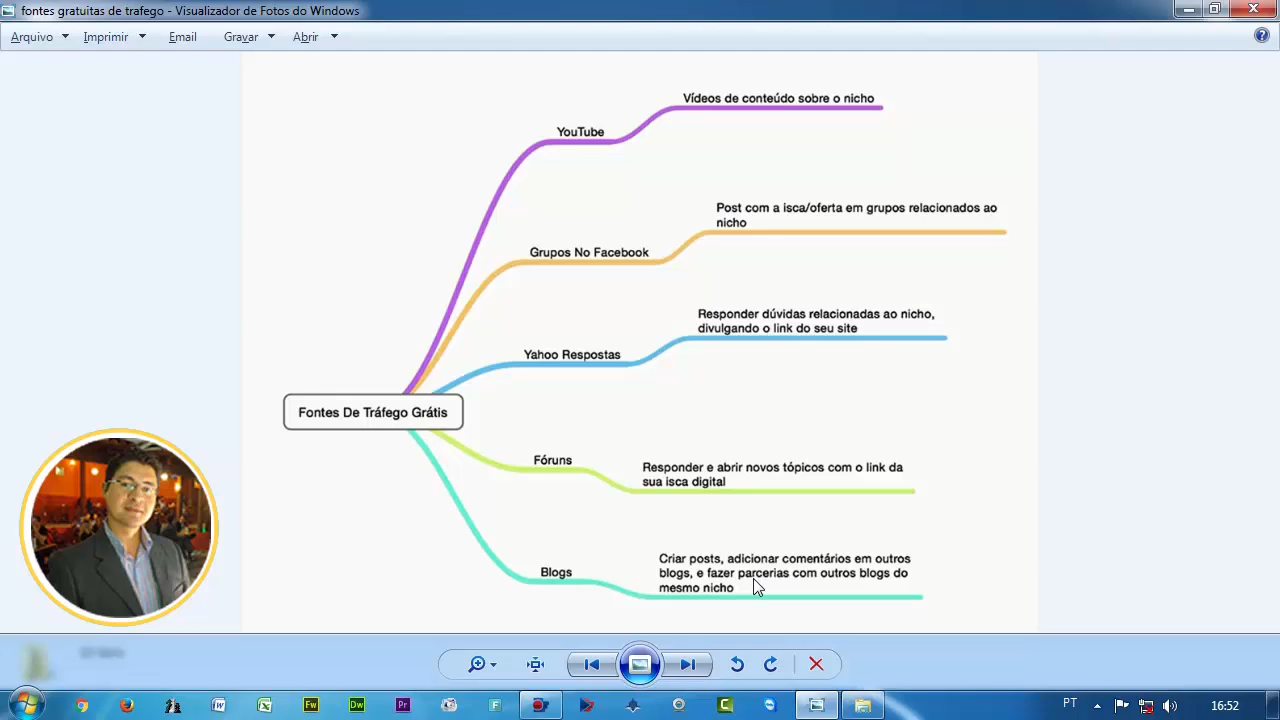 fontes gratuitas de trafego - Visualizador de Fotos do Windows
Arquivo Imprimir Email Gravar Abrir
Vídeos de conteúdo sobre o nicho
YouTube
Post com a isca/oferta em grupos relacionados ao
nicho
Grupos No Facebook
Responder dúvidas relacionadas ao nicho,
divulgando o link do seu site
Yahoo Respostas
Fontes De Tráfego Grátis
Fóruns
Responder e abrir novos tópicos com o link da
sua isca digital
Criar posts, adicionar comentários em outros
blogs, e fazer parcerias com outros blogs do
mesmo nicho
Blogs
Fw Dw Pr F C PT 16:52